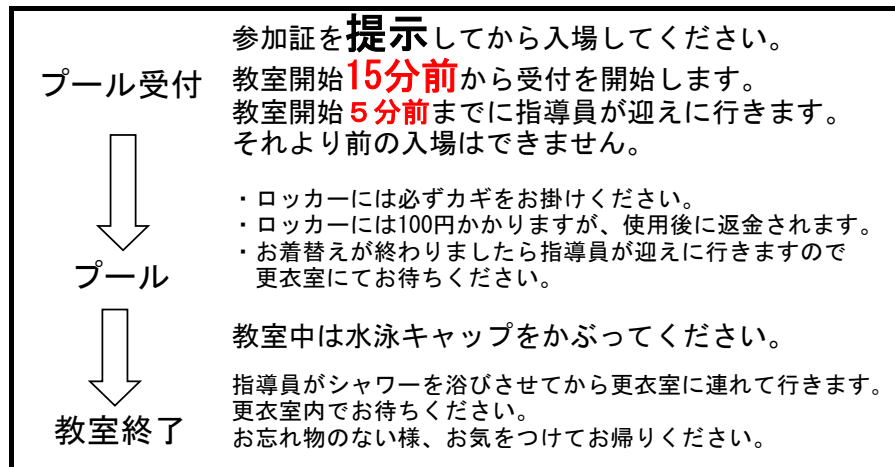 参加証を提示してから入場してください。
プール受付
教室開始15分前から受付を開始します。
教室開始５分前までに指導員が迎えに行きます。
それより前の入場はできません。
・ロッカーには必ずカギをお掛けください。
・ロッカーには100円かかりますが、使用後に返金されます。
・お着替えが終わりましたら指導員が迎えに行きますので
更衣室にてお待ちください。
プール
教室中は水泳キャップをかぶってください。
指導員がシャワーを浴びさせてから更衣室に連れて行きます。
更衣室内でお待ちください。
教室終了
お忘れ物のない様、お気をつけてお帰りください。